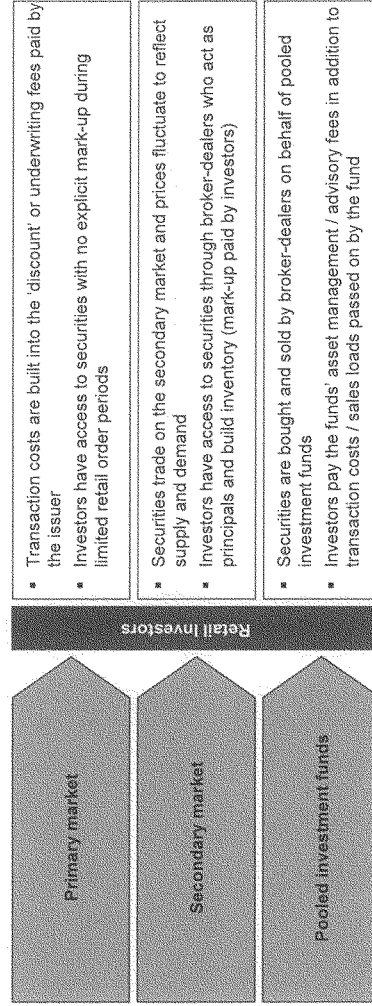 Primary market
Secondary market
Pooled investment funds
Retail Investors
Transaction costs are built into the 'discount' or underwriting fees paid by
the issuer
Investors have access to securities with no explicit mark-up during
limited retail order periods
Securities trade on the secondary market and prices fluctuate to reflect
supply and demand
Investors have access to securities through broker-dealers who act as
principals and build inventory (mark-up paid by investors)
Securities are bought and sold by broker-dealers on behalf of pooled
investment funds
Investors pay the funds' asset management / advisory fees in addition to
transaction costs / sales loads passed on by the fund